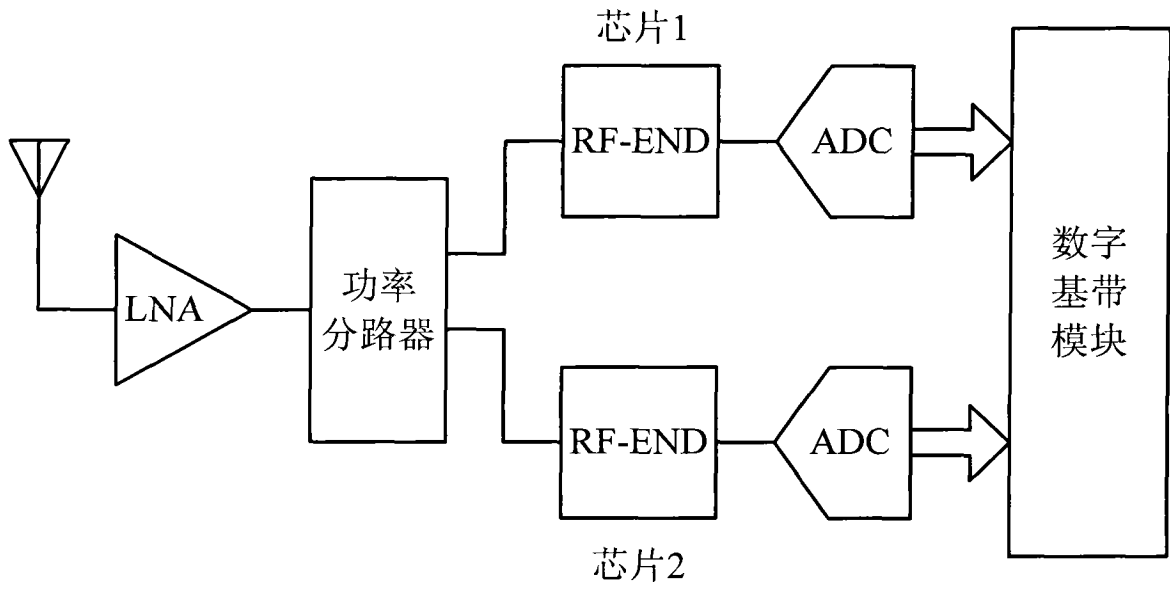 芯片1
RF-END
ADC
LNA
功率
分路器
数字
基带
模块
RF-END
ADC
芯片2